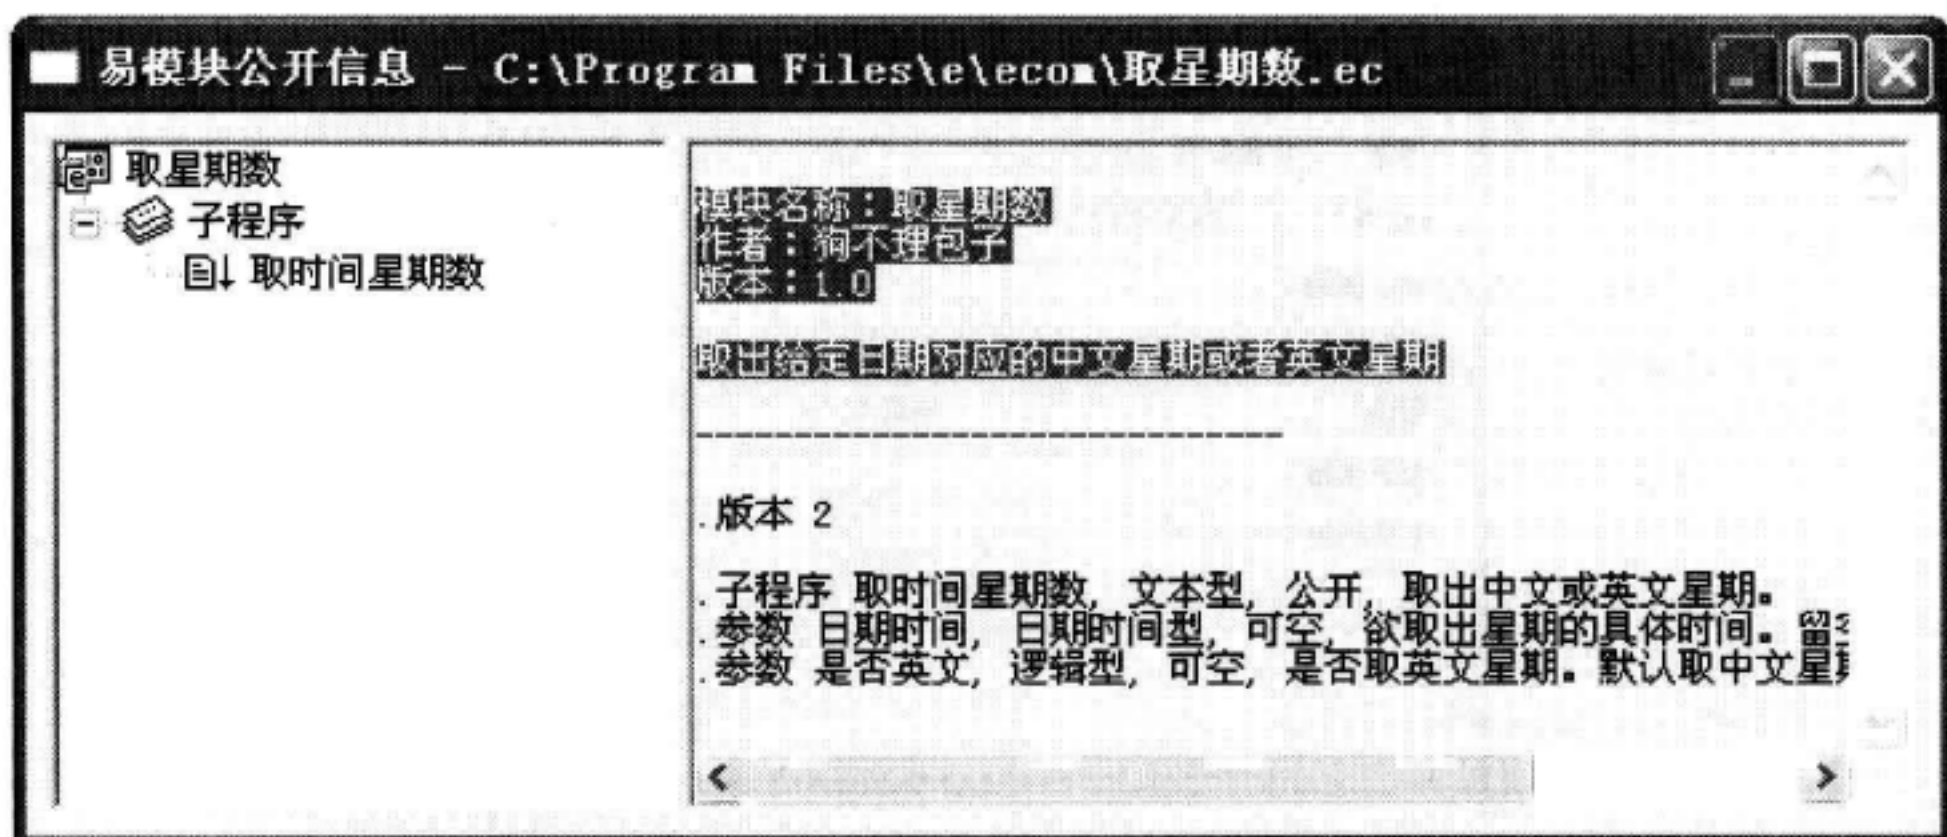 易模块公开信息 - C:\Program Files\e\ecom\取星期数.ec
取星期数
子程序
取时间星期数
模块名称：取星期数
作者：狗不理包子
版本：1.0
取出给定日期对应的中文星期或者英文星期
------------------------------
.版本 2
.子程序 取时间星期数, 文本型, 公开, 取出中文或英文星期。
.参数 日期时间, 日期时间型, 可空, 欲取出星期的具体时间。留
.参数 是否英文, 逻辑型, 可空, 是否取英文星期。默认取中文星